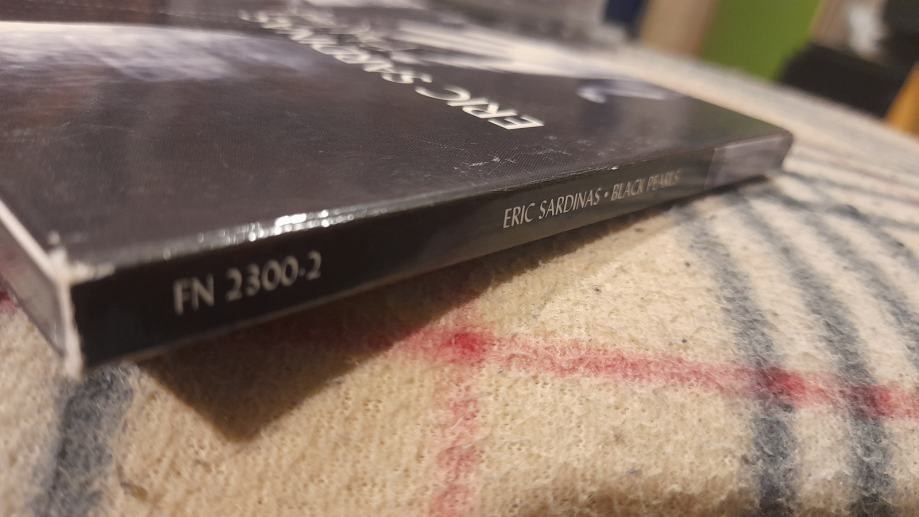 ERIC SARDINAS
FN 2300-2
ERIC SARDINAS • BLACK PEARLS